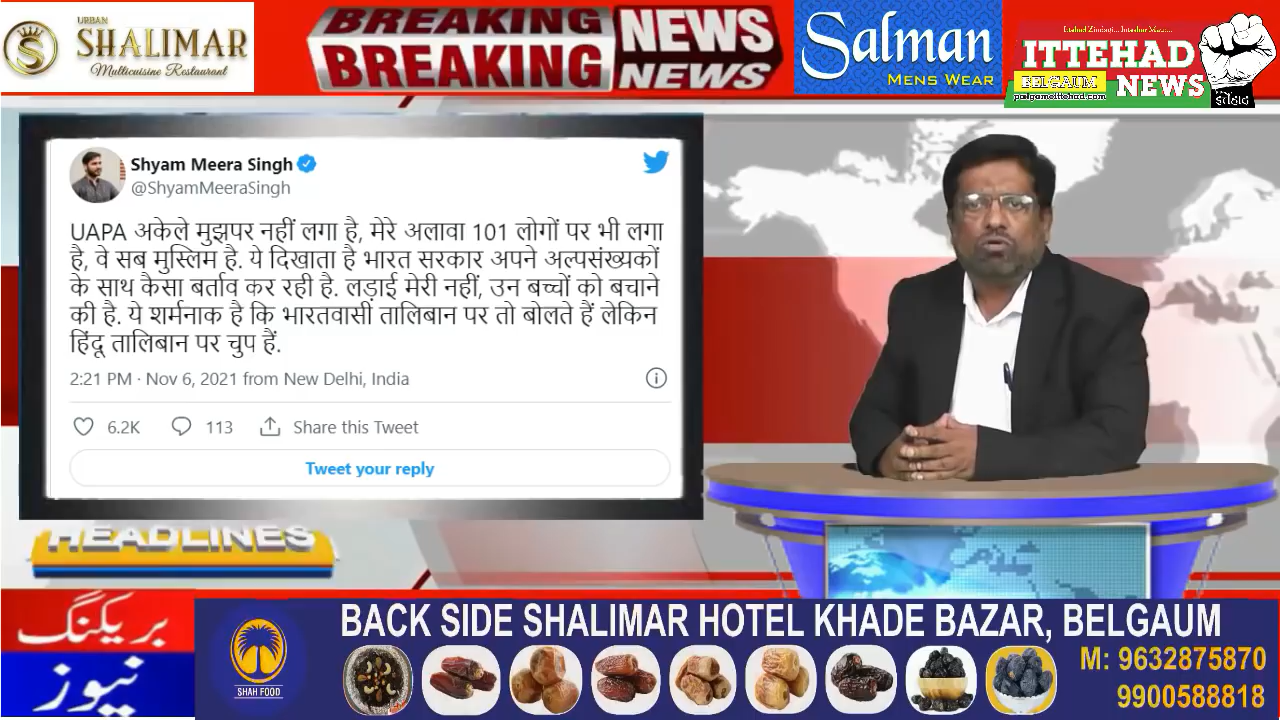 URBAN
SHALIMAR
Multicuisine Restaurant
BREAKING NEWS
BREAKING NEWS
Salman
MENS WEAR
Ittehad Zindagi... Inteshar Maut...
ITTEHAD
BELGAUM NEWS
Shyam Meera Singh
@ShyamMeeraSingh
UAPA अकेले मुझपर नहीं लगा है, मेरे अलावा 101 लोगों पर भी लगा
है, वे सब मुस्लिम है. ये दिखाता है भारत सरकार अपने अल्पसंख्यकों
के साथ कैसा बर्ताव कर रही है. लड़ाई मेरी नहीं, उन बच्चों को बचाने
की है. ये शर्मनाक है कि भारतवासी तालिबान पर तो बोलते हैं लेकिन
हिंदू तालिबान पर चुप हैं.
2:21 PM · Nov 6, 2021 from New Delhi, India
6.2K 113 Share this Tweet
Tweet your reply
HEADLINES
بریکنگ
نیوز
SHAH FOOD
BACK SIDE SHALIMAR HOTEL KHADE BAZAR, BELGAUM
M: 9632875870
9900588818